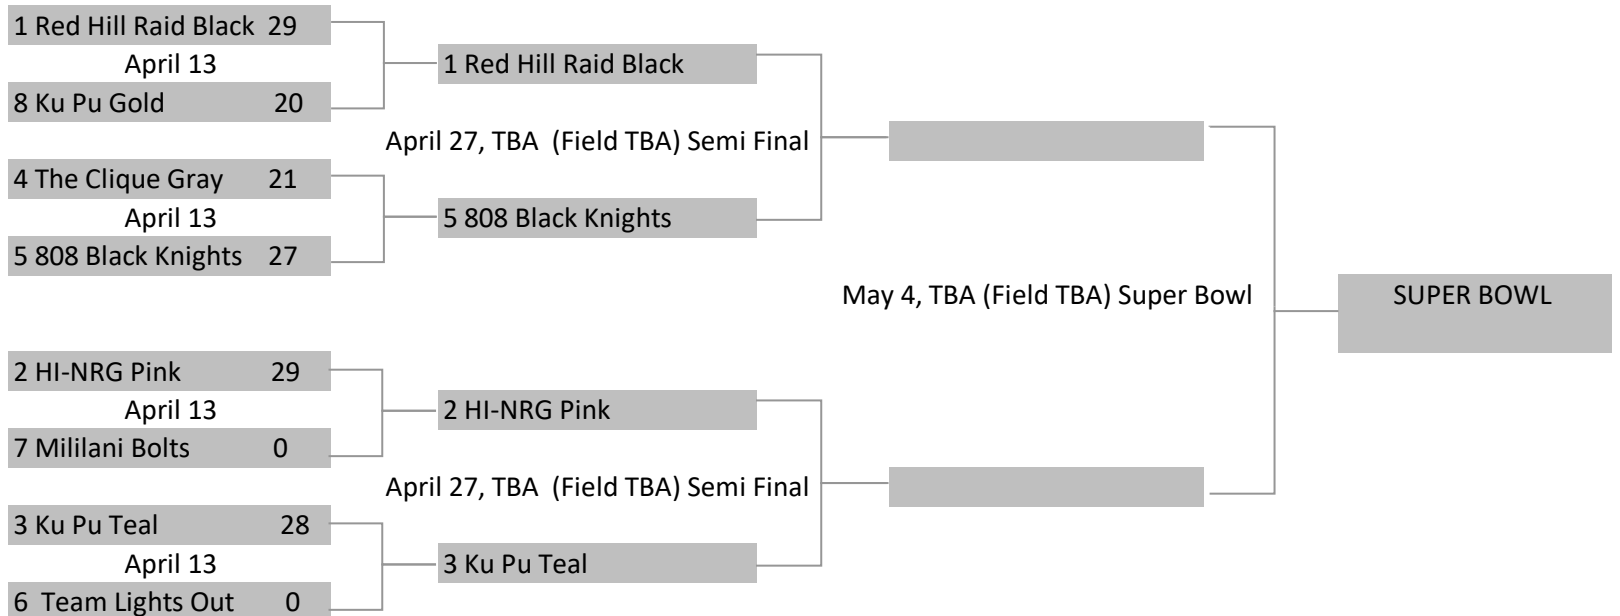 1 Red Hill Raid Black 29
April 13
8 Ku Pu Gold 20
1 Red Hill Raid Black
April 27, TBA (Field TBA) Semi Final
4 The Clique Gray 21
April 13
5 808 Black Knights 27
5 808 Black Knights
May 4, TBA (Field TBA) Super Bowl
SUPER BOWL
2 HI-NRG Pink 29
April 13
7 Mililani Bolts 0
2 HI-NRG Pink
April 27, TBA (Field TBA) Semi Final
3 Ku Pu Teal 28
April 13
6 Team Lights Out 0
3 Ku Pu Teal